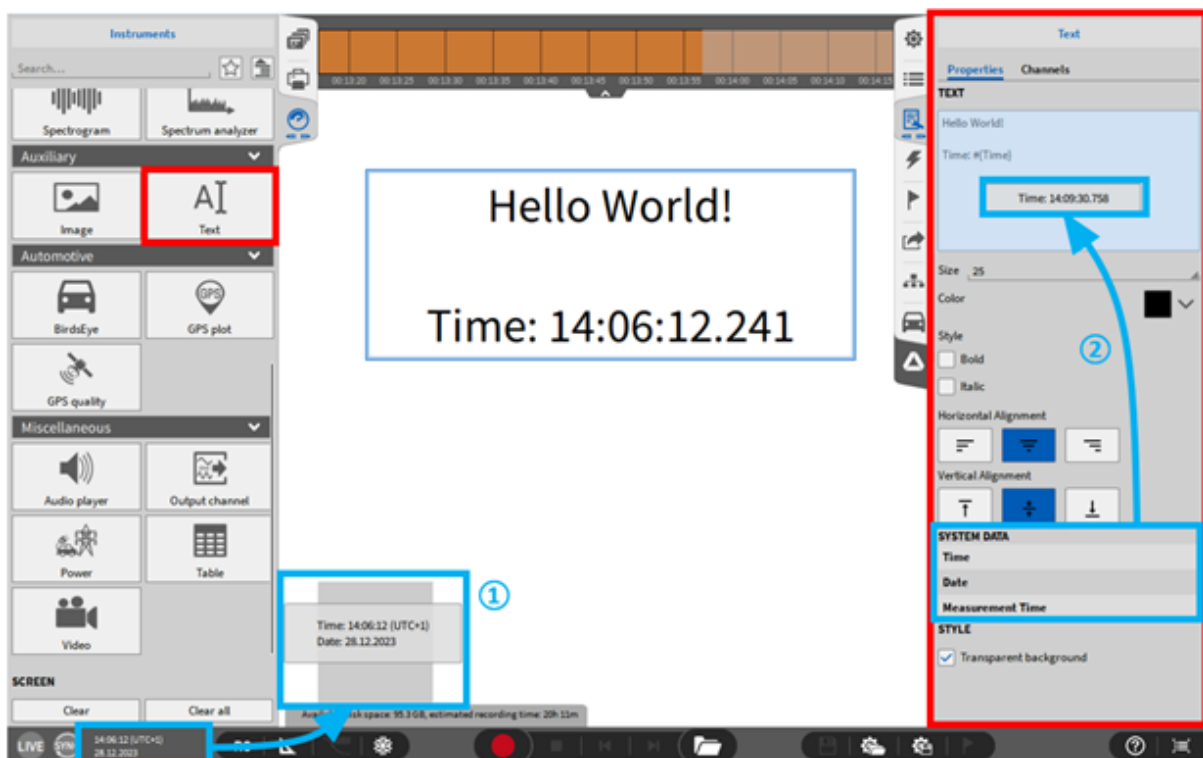 Instruments
Search...
Spectrogram
Spectrum analyzer
Auxiliary
Image
Text
Automotive
BirdsEye
GPS
GPS plot
GPS quality
Miscellaneous
Audio player
Output channel
Power
Table
Video
SCREEN
Clear
Clear all
LIVE
14:06:12 (UTC+1)
28.12.2023
00:13:20 00:13:25 00:13:30 00:13:35 00:13:40 00:13:45 00:13:50 00:13:55 00:14:00 00:14:05 00:14:10 00:14:15
Hello World!
Time: 14:06:12.241
①
Time: 14:06:12 (UTC+1)
Date: 28.12.2023
space: 95.3 GB, estimated recording time: 20h 11m
Text
Properties Channels
TEXT
Hello World!
Time: #{Time}
Time: 14:09:30.758
Size 25
Color
Style
②
Bold
Italic
Horizontal Alignment
Vertical Alignment
SYSTEM DATA
Time
Date
Measurement Time
STYLE
Transparent background